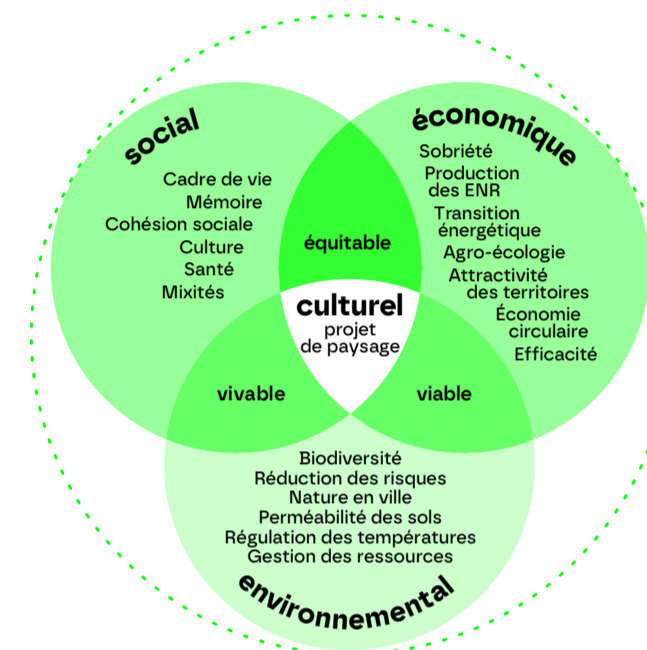 social
Cadre de vie
Mémoire
Cohésion sociale
Culture
Santé
Mixités
économique
Sobriété
Production
des ENR
Transition
énergétique
Agro-écologie
Attractivité
des territoires
Économie
circulaire
Efficacité
équitable
culturel
projet
de paysage
vivable
viable
Biodiversité
Réduction des risques
Nature en ville
Perméabilité des sols
Régulation des températures
Gestion des ressources
environnemental